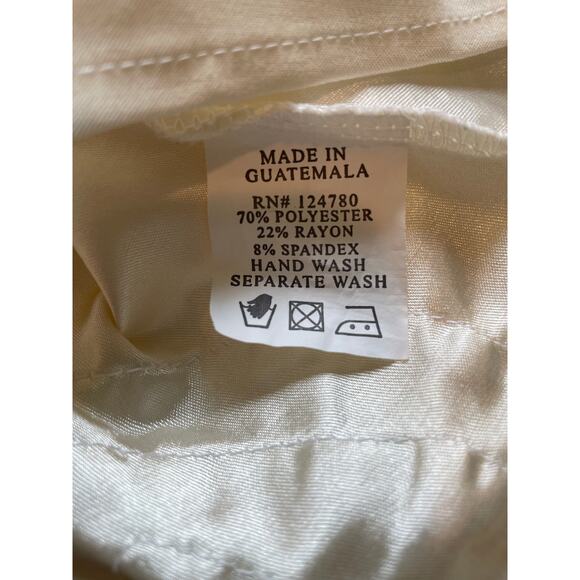 MADE IN
GUATEMALA
RN# 124780
70% POLYESTER
22% RAYON
8% SPANDEX
HAND WASH
SEPARATE WASH